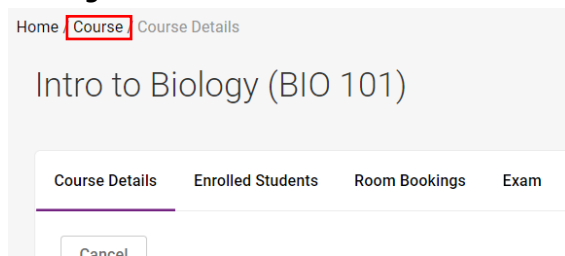 Home / Course / Course Details
Intro to Biology (BIO 101)
Course Details Enrolled Students Room Bookings Exam
Cancel